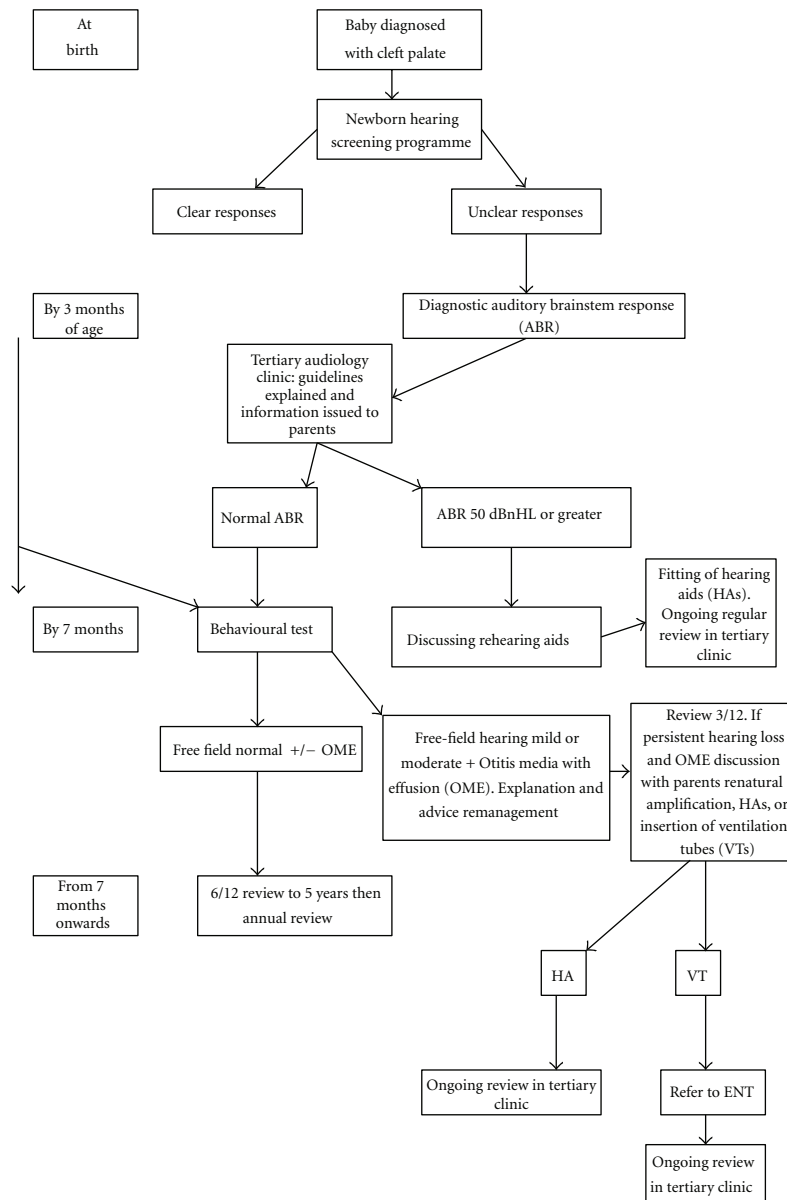 At
birth
Baby diagnosed
with cleft palate
Newborn hearing
screening programme
Clear responses
Unclear responses
By 3 months
of age
Diagnostic auditory brainstem response
(ABR)
Tertiary audiology
clinic: guidelines
explained and
information issued to
parents
Normal ABR
ABR 50 dBnHL or greater
Fitting of hearing
aids (HAs).
Ongoing regular
review in tertiary
clinic
By 7 months
Behavioural test
Discussing rehearing aids
Free field normal +/− OME
Free-field hearing mild or
moderate + Otitis media with
effusion (OME). Explanation and
advice remanagement
Review 3/12. If
persistent hearing loss
and OME discussion
with parents renatural
amplification, HAs, or
insertion of ventilation
tubes (VTs)
From 7
months
onwards
6/12 review to 5 years then
annual review
HA
VT
Ongoing review in tertiary
clinic
Refer to ENT
Ongoing review
in tertiary clinic